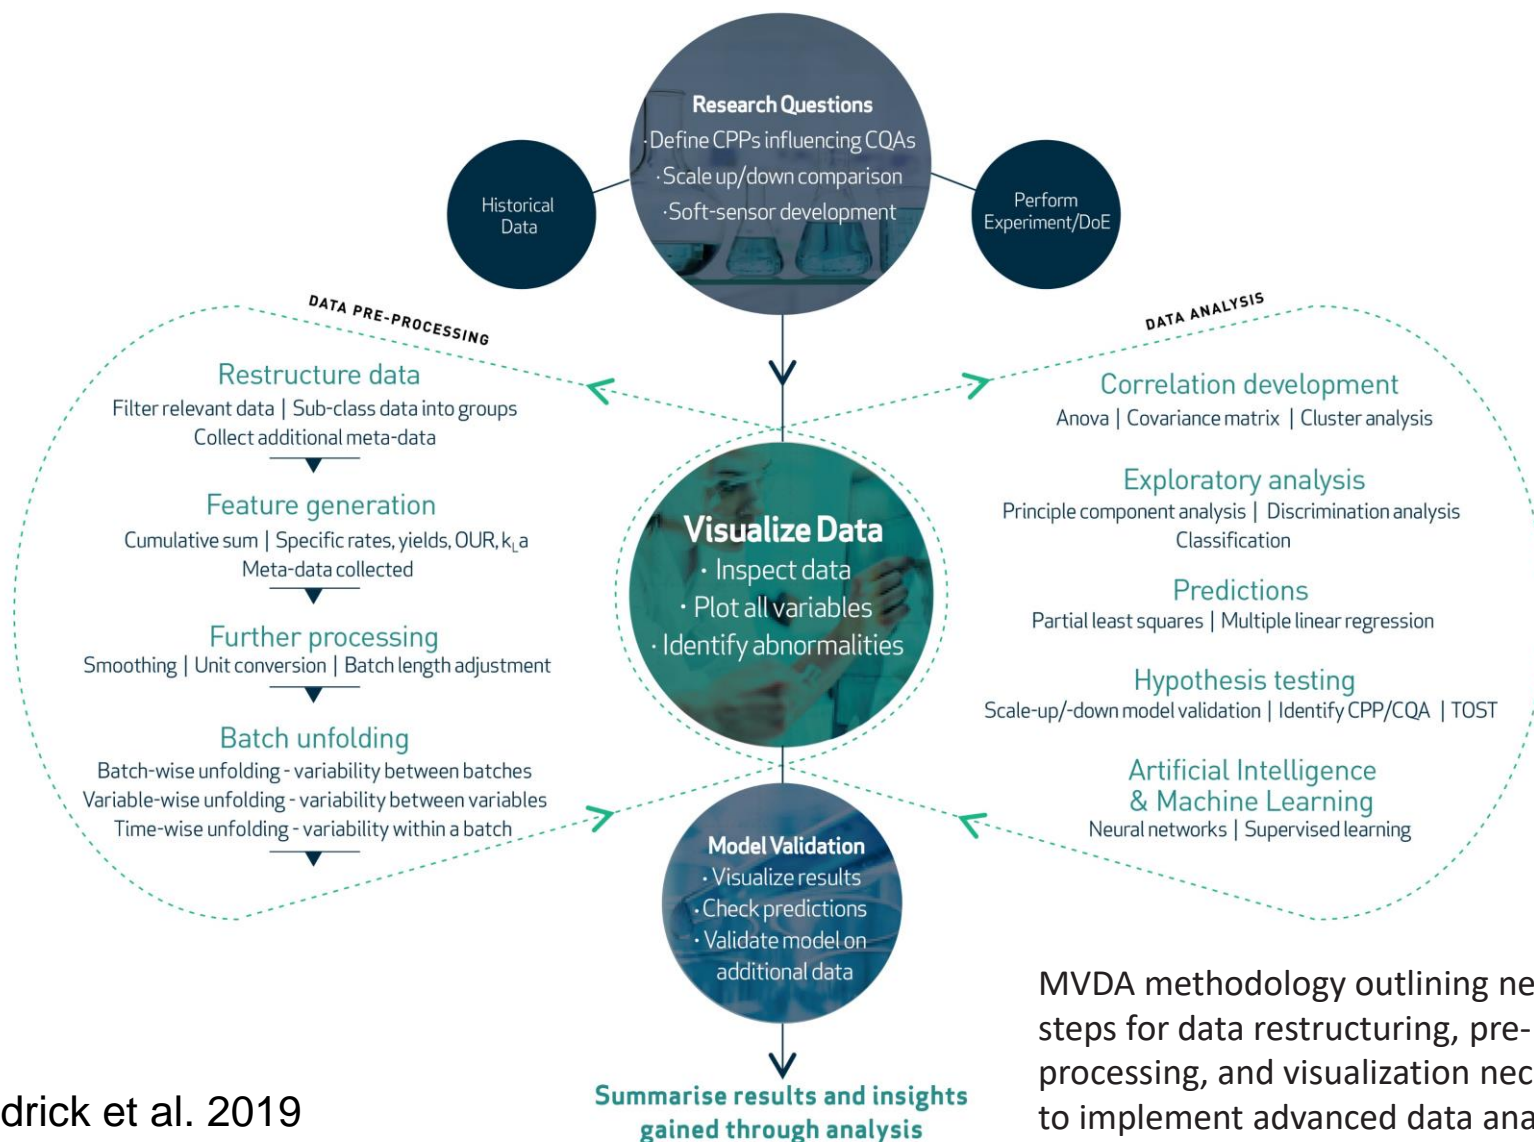 Research Questions
· Define CPPs influencing CQAs
· Scale up/down comparison
· Soft-sensor development
Historical
Data
Perform
Experiment/DoE
DATA PRE-PROCESSING
Restructure data
Filter relevant data | Sub-class data into groups
Collect additional meta-data
Feature generation
Cumulative sum | Specific rates, yields, OUR, kLa
Meta-data collected
Further processing
Smoothing | Unit conversion | Batch length adjustment
Batch unfolding
Batch-wise unfolding - variability between batches
Variable-wise unfolding - variability between variables
Time-wise unfolding - variability within a batch
Visualize Data
· Inspect data
· Plot all variables
· Identify abnormalities
DATA ANALYSIS
Correlation development
Anova | Covariance matrix | Cluster analysis
Exploratory analysis
Principle component analysis | Discrimination analysis
Classification
Predictions
Partial least squares | Multiple linear regression
Hypothesis testing
Scale-up/-down model validation | Identify CPP/CQA | TOST
Artificial Intelligence
& Machine Learning
Neural networks | Supervised learning
Model Validation
· Visualize results
· Check predictions
· Validate model on
additional data
Summarise results and insights
gained through analysis
drick et al. 2019
MVDA methodology outlining ne
steps for data restructuring, pre-
processing, and visualization nec
to implement advanced data ana